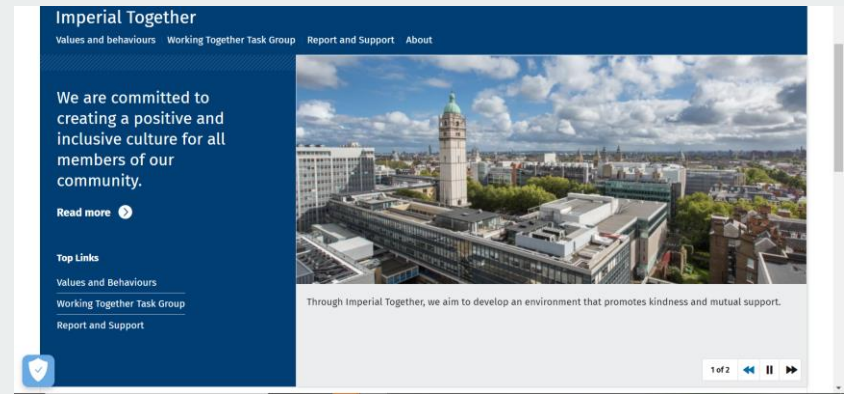 Imperial Together
Values and behaviours Working Together Task Group Report and Support About
We are committed to
creating a positive and
inclusive culture for all
members of our
community.
Read more
Top Links
Values and Behaviours
Working Together Task Group
Report and Support
Through Imperial Together, we aim to develop an environment that promotes kindness and mutual support.
1 of 2